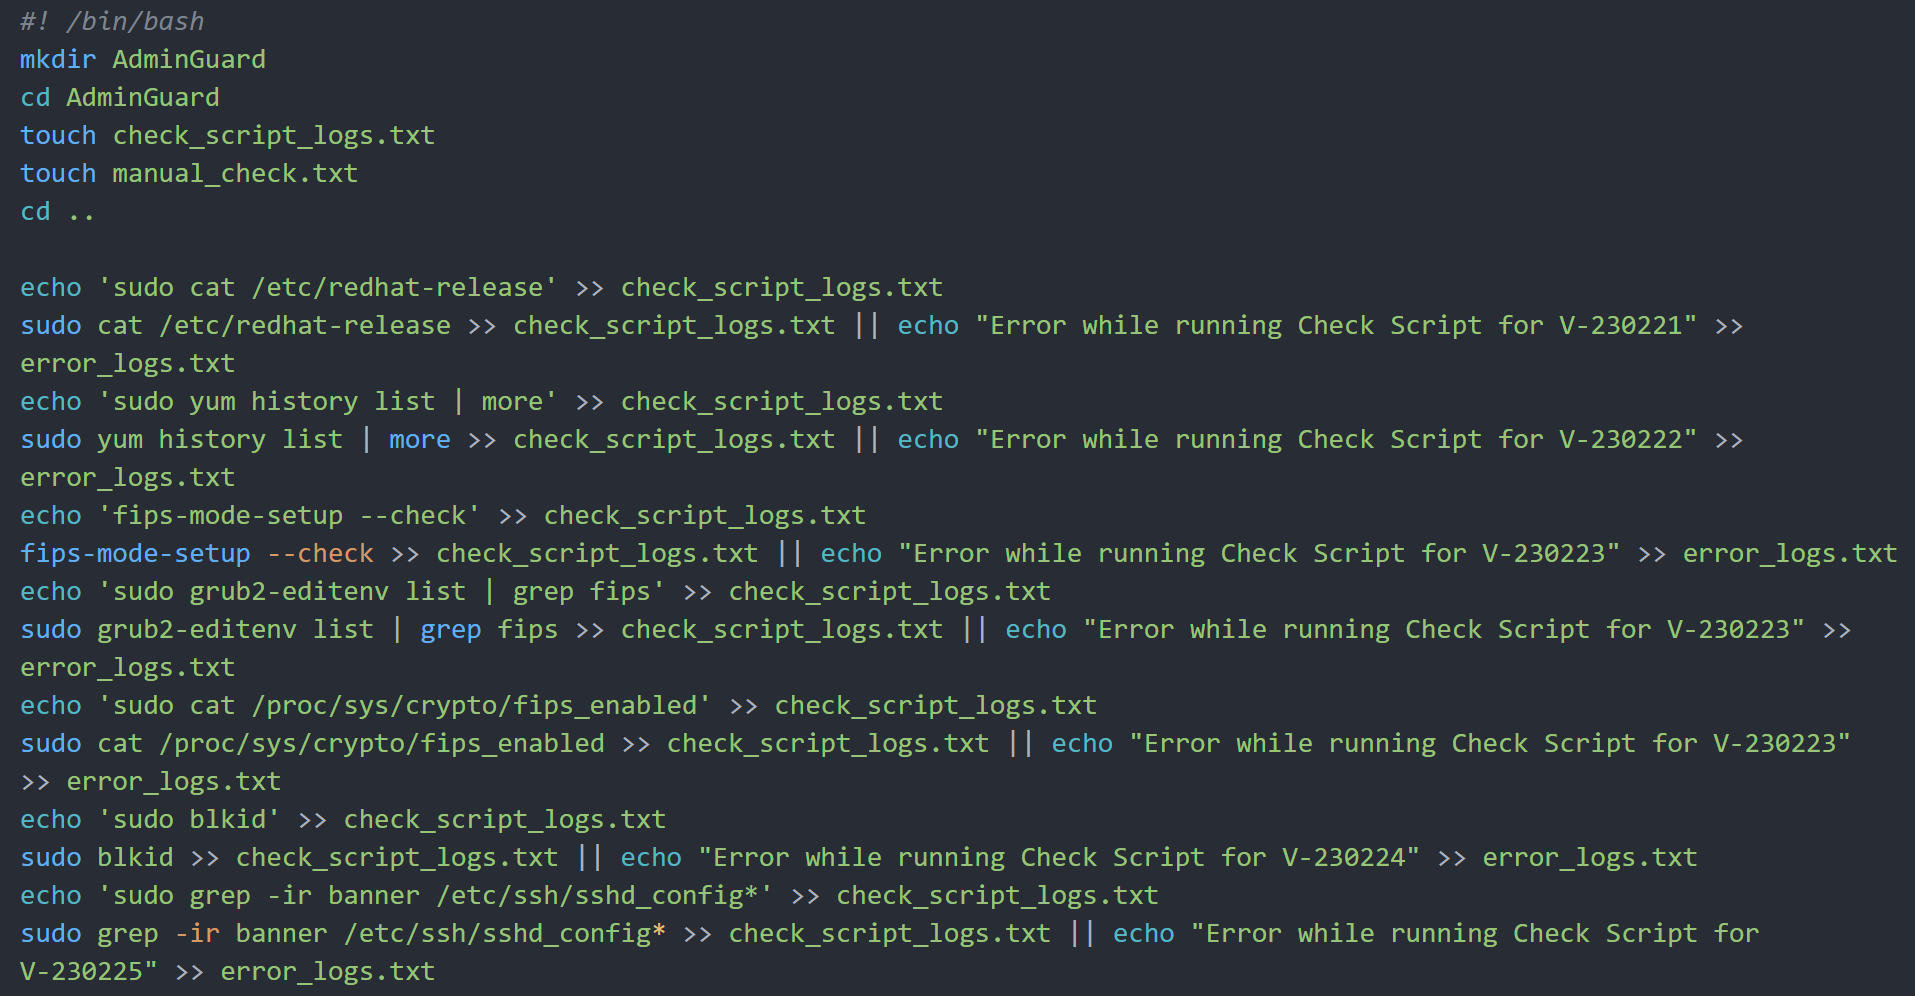 #! /bin/bash
mkdir AdminGuard
cd AdminGuard
touch check_script_logs.txt
touch manual_check.txt
cd ..

echo 'sudo cat /etc/redhat-release' >> check_script_logs.txt
sudo cat /etc/redhat-release >> check_script_logs.txt || echo "Error while running Check Script for V-230221" >>
error_logs.txt
echo 'sudo yum history list | more' >> check_script_logs.txt
sudo yum history list | more >> check_script_logs.txt || echo "Error while running Check Script for V-230222" >>
error_logs.txt
echo 'fips-mode-setup --check' >> check_script_logs.txt
fips-mode-setup --check >> check_script_logs.txt || echo "Error while running Check Script for V-230223" >> error_logs.txt
echo 'sudo grub2-editenv list | grep fips' >> check_script_logs.txt
sudo grub2-editenv list | grep fips >> check_script_logs.txt || echo "Error while running Check Script for V-230223" >>
error_logs.txt
echo 'sudo cat /proc/sys/crypto/fips_enabled' >> check_script_logs.txt
sudo cat /proc/sys/crypto/fips_enabled >> check_script_logs.txt || echo "Error while running Check Script for V-230223"
>> error_logs.txt
echo 'sudo blkid' >> check_script_logs.txt
sudo blkid >> check_script_logs.txt || echo "Error while running Check Script for V-230224" >> error_logs.txt
echo 'sudo grep -ir banner /etc/ssh/sshd_config*' >> check_script_logs.txt
sudo grep -ir banner /etc/ssh/sshd_config* >> check_script_logs.txt || echo "Error while running Check Script for
V-230225" >> error_logs.txt